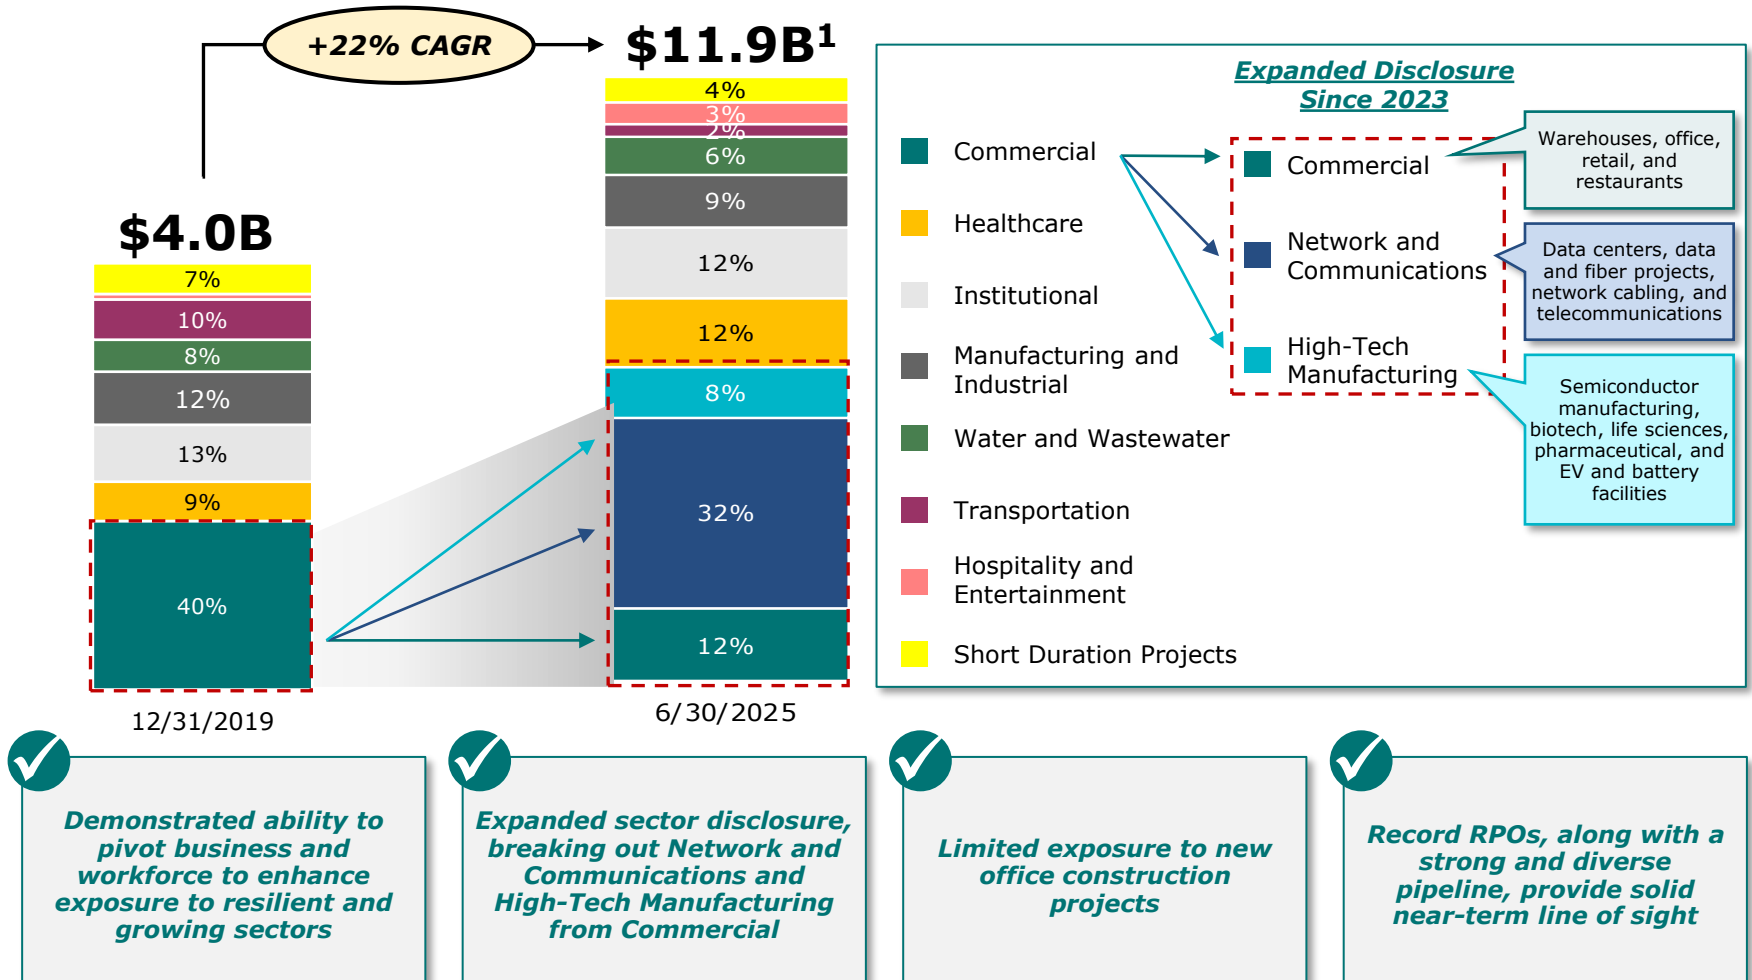 +22% CAGR
$11.9B¹
$4.0B
7%
10%
8%
12%
13%
9%
40%
12/31/2019
4%
3%
2%
6%
9%
12%
12%
8%
32%
12%
6/30/2025
Expanded Disclosure
Since 2023
Commercial
Healthcare
Institutional
Manufacturing and
Industrial
Water and Wastewater
Transportation
Hospitality and
Entertainment
Short Duration Projects
Commercial
Network and
Communications
High-Tech
Manufacturing
Warehouses, office,
retail, and
restaurants
Data centers, data
and fiber projects,
network cabling, and
telecommunications
Semiconductor
manufacturing,
biotech, life sciences,
pharmaceutical, and
EV and battery
facilities
Demonstrated ability to
pivot business and
workforce to enhance
exposure to resilient and
growing sectors
Expanded sector disclosure,
breaking out Network and
Communications and
High-Tech Manufacturing
from Commercial
Limited exposure to new
office construction
projects
Record RPOs, along with a
strong and diverse
pipeline, provide solid
near-term line of sight